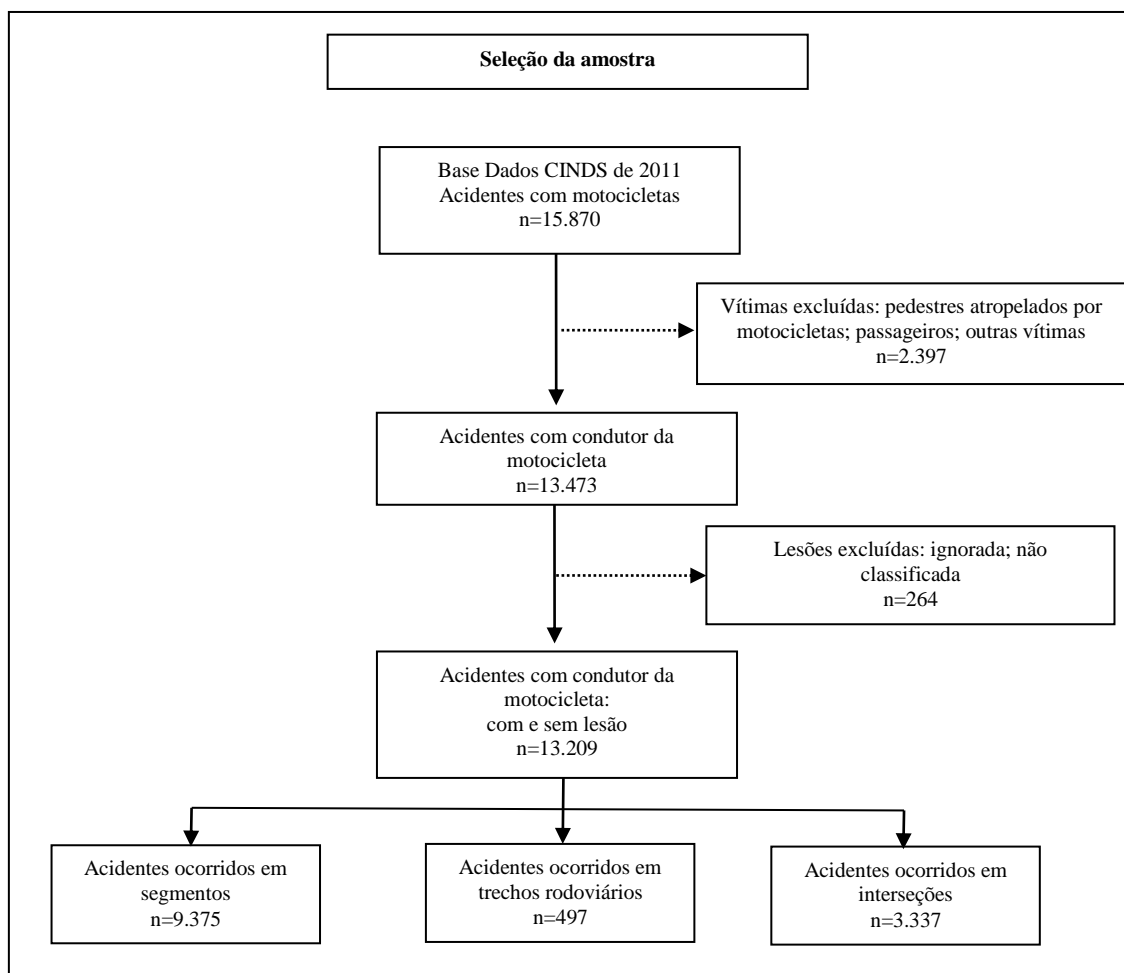 Seleção da amostra
Base Dados CINDS de 2011
Acidentes com motocicletas
n=15.870
Vítimas excluídas: pedestres atropelados por
motocicletas; passageiros; outras vítimas
n=2.397
Acidentes com condutor da
motocicleta
n=13.473
Lesões excluídas: ignorada; não
classificada
n=264
Acidentes com condutor da
motocicleta:
com e sem lesão
n=13.209
Acidentes ocorridos em
segmentos
n=9.375
Acidentes ocorridos em
trechos rodoviários
n=497
Acidentes ocorridos em
interseções
n=3.337